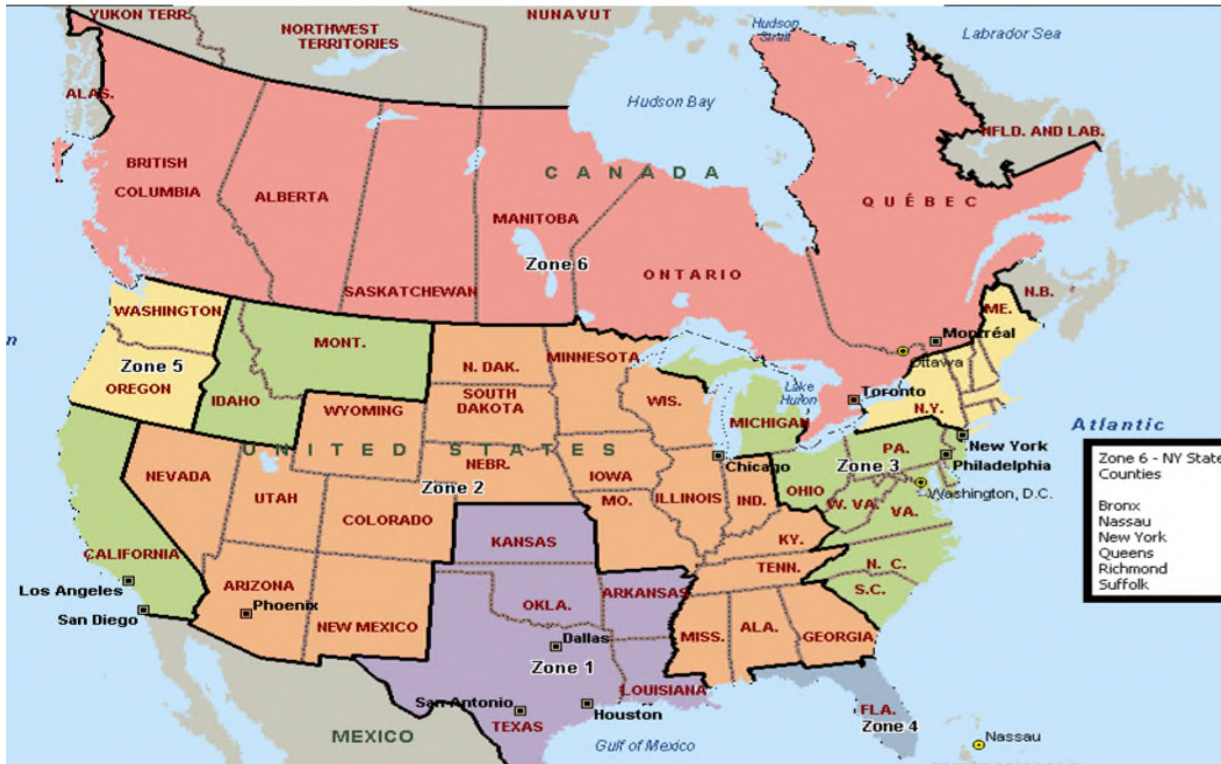 YUKON TERR.
NORTHWEST
TERRITORIES
NUNAVUT
Hudson
Strait
Labrador Sea
ALAS.
Hudson Bay
NFLD. AND LAB.
BRITISH
COLUMBIA
ALBERTA
CANADA
MANITOBA
QUÉBEC
Zone 6
ONTARIO
SASKATCHEWAN
N.B.
WASHINGTON
ME.
n
MONT.
Montréal
Zone 5
OREGON
N. DAK.
MINNESOTA
Ottawa
IDAHO
WYOMING
SOUTH
DAKOTA
WIS.
Lake
Huron
Toronto
MICHIGAN
N.Y.
Atlantic
UNITED STATES
New York
NEVADA
NEBR.
IOWA
Chicago
PA.
Philadelphia
Zone 3
Zone 2
UTAH
OHIO
Washington, D.C.
COLORADO
MO.
ILLINOIS
IND.
W. VA.
VA.
Zone 6 - NY State
Counties
Bronx
Nassau
New York
Queens
Richmond
Suffolk
KANSAS
KY.
CALIFORNIA
TENN.
N. C.
Los Angeles
ARIZONA
OKLA.
ARKANSAS
S.C.
San Diego
Phoenix
NEW MEXICO
Dallas
MISS.
ALA.
GEORGIA
Zone 1
San Antonio
LOUISIANA
Houston
TEXAS
FLA.
Zone 4
MEXICO
Gulf of Mexico
Nassau